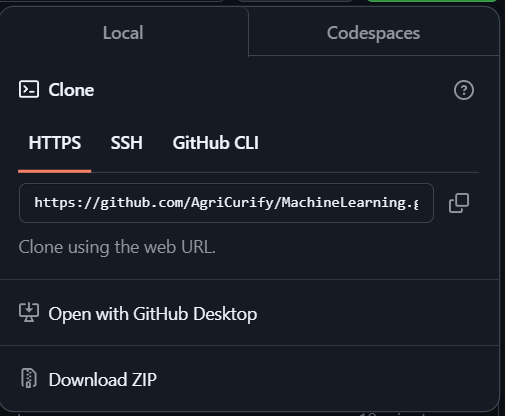 Local
Codespaces
Clone
HTTPS
SSH
GitHub CLI
https://github.com/AgriCurify/MachineLearning.g
Clone using the web URL.
Open with GitHub Desktop
Download ZIP